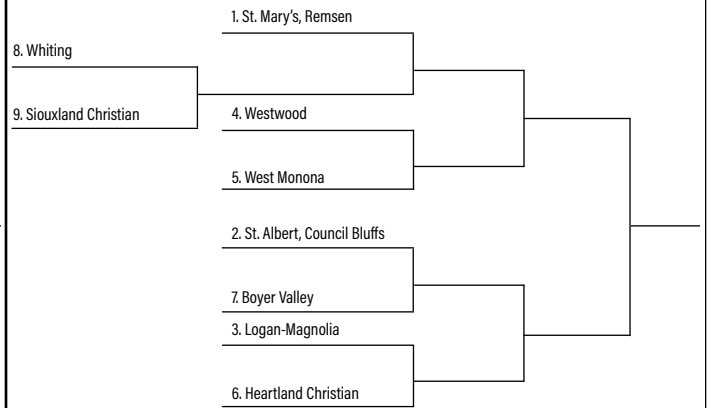 1. St. Mary's, Remsen
8. Whiting
9. Siouxland Christian
4. Westwood
5. West Monona
2. St. Albert, Council Bluffs
7. Boyer Valley
3. Logan-Magnolia
6. Heartland Christian